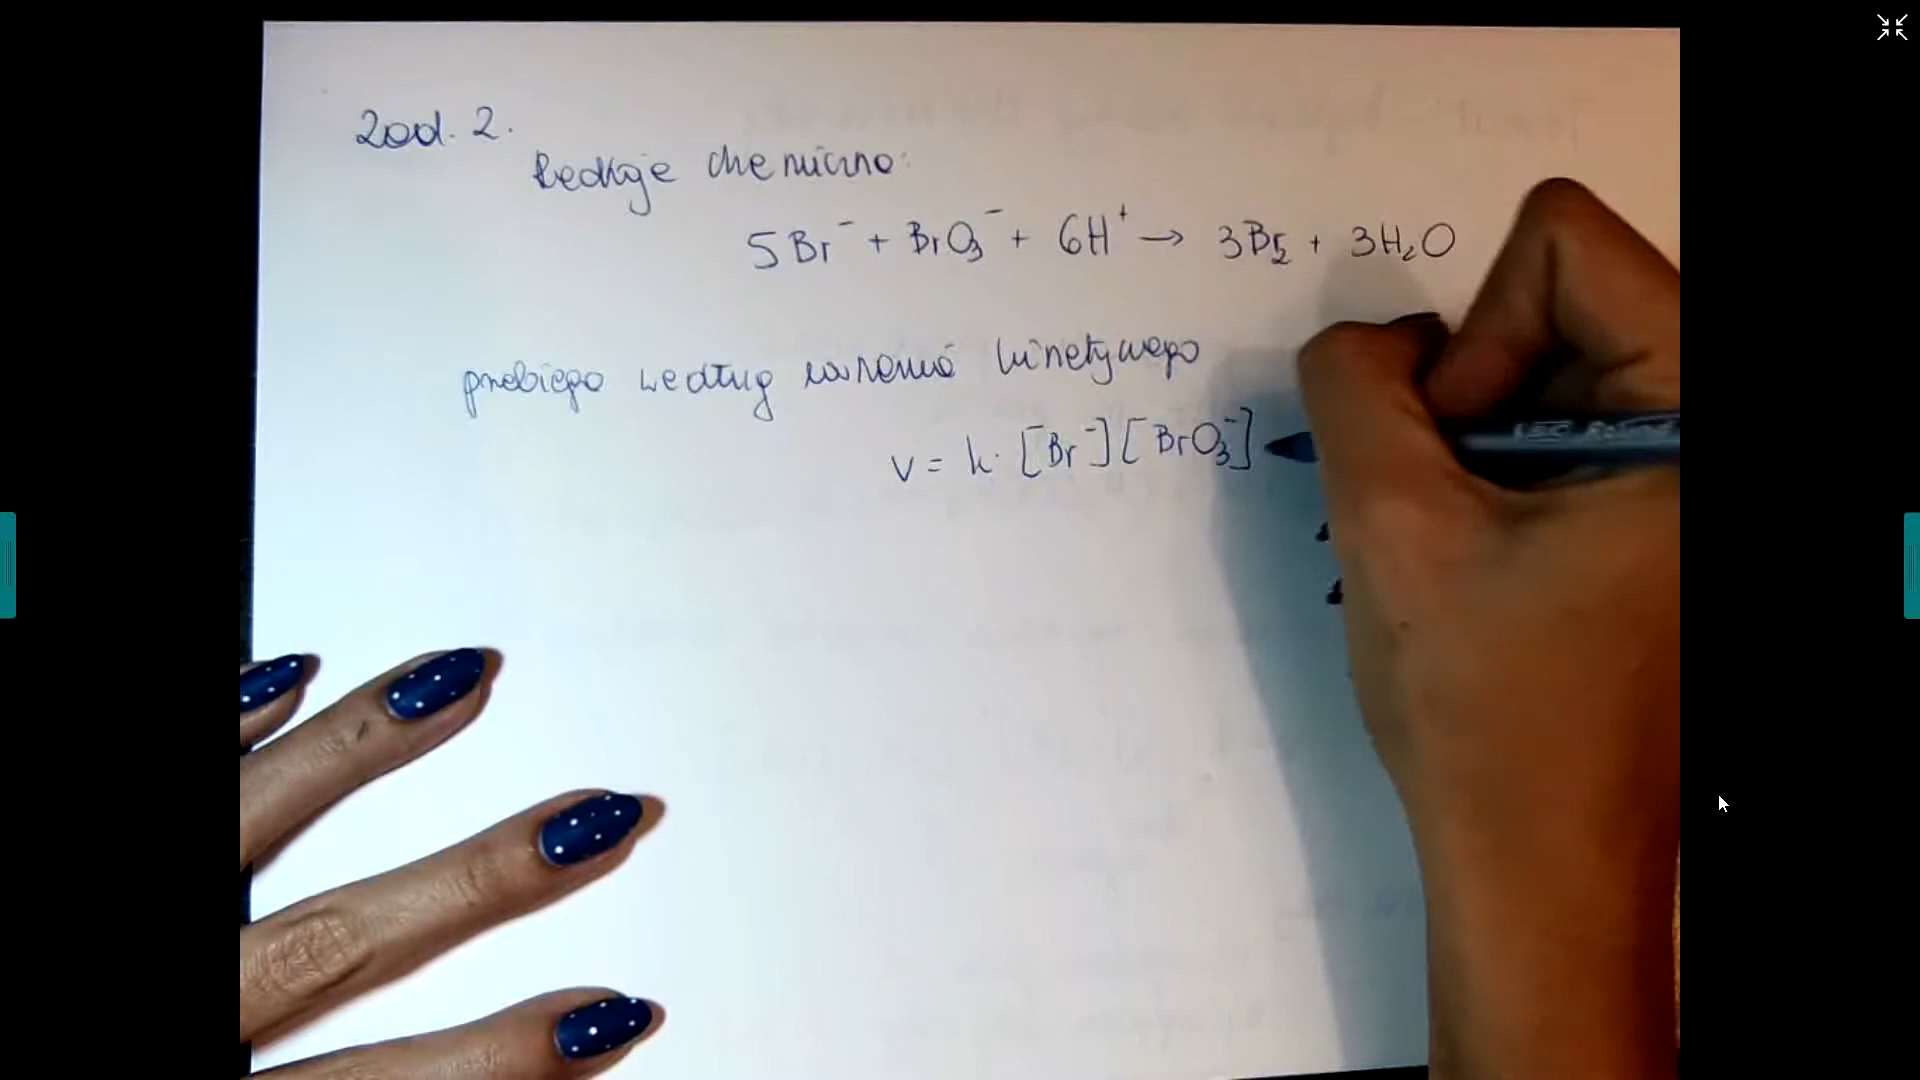 Zad. 2.
Reakcja chemiczna:
5Br⁻ + BrO₃⁻ + 6H⁺ → 3Br₂ + 3H₂O
przebiega według równania kinetycznego
v = k · [Br⁻][BrO₃⁻]